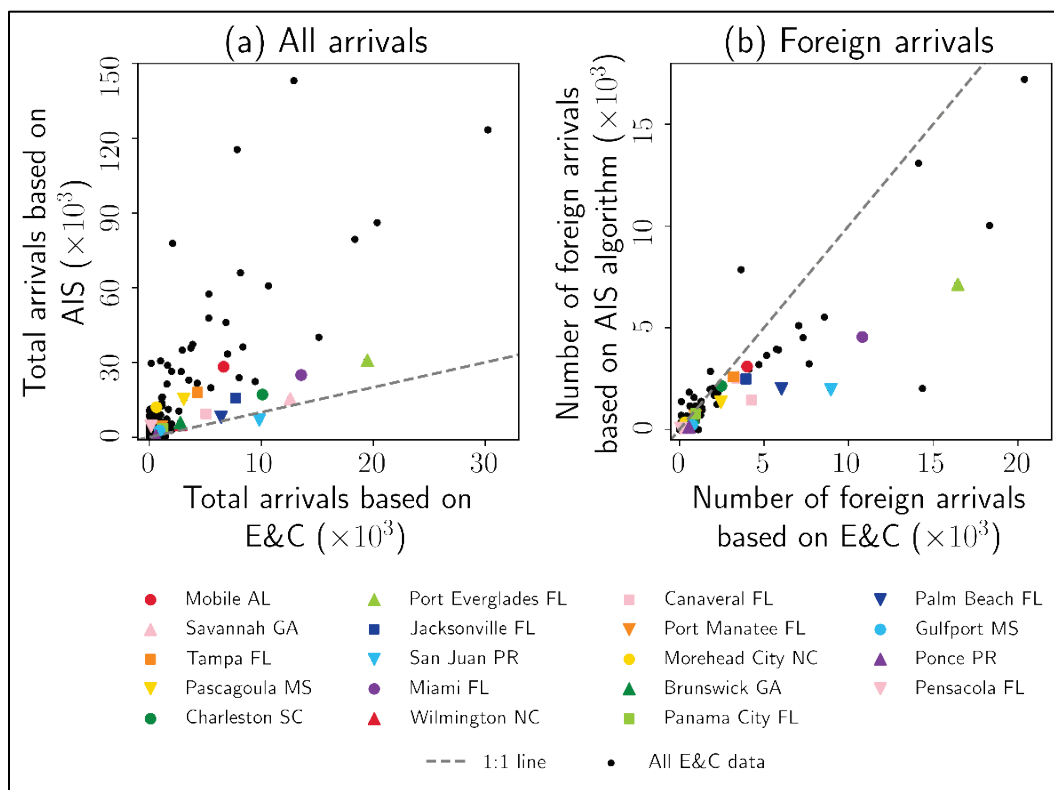 (a) All arrivals
(b) Foreign arrivals
Total arrivals based on
AIS (×10³)
150
120
90
60
30
0
0
10
20
30
Total arrivals based on
E&C (×10³)
Number of foreign arrivals
based on AIS algorithm (×10³)
15
10
5
0
0
5
10
15
20
Number of foreign arrivals
based on E&C (×10³)
Mobile AL
Savannah GA
Tampa FL
Pascagoula MS
Charleston SC
Port Everglades FL
Jacksonville FL
San Juan PR
Miami FL
Wilmington NC
Canaveral FL
Port Manatee FL
Morehead City NC
Brunswick GA
Panama City FL
Palm Beach FL
Gulfport MS
Ponce PR
Pensacola FL
1:1 line
All E&C data